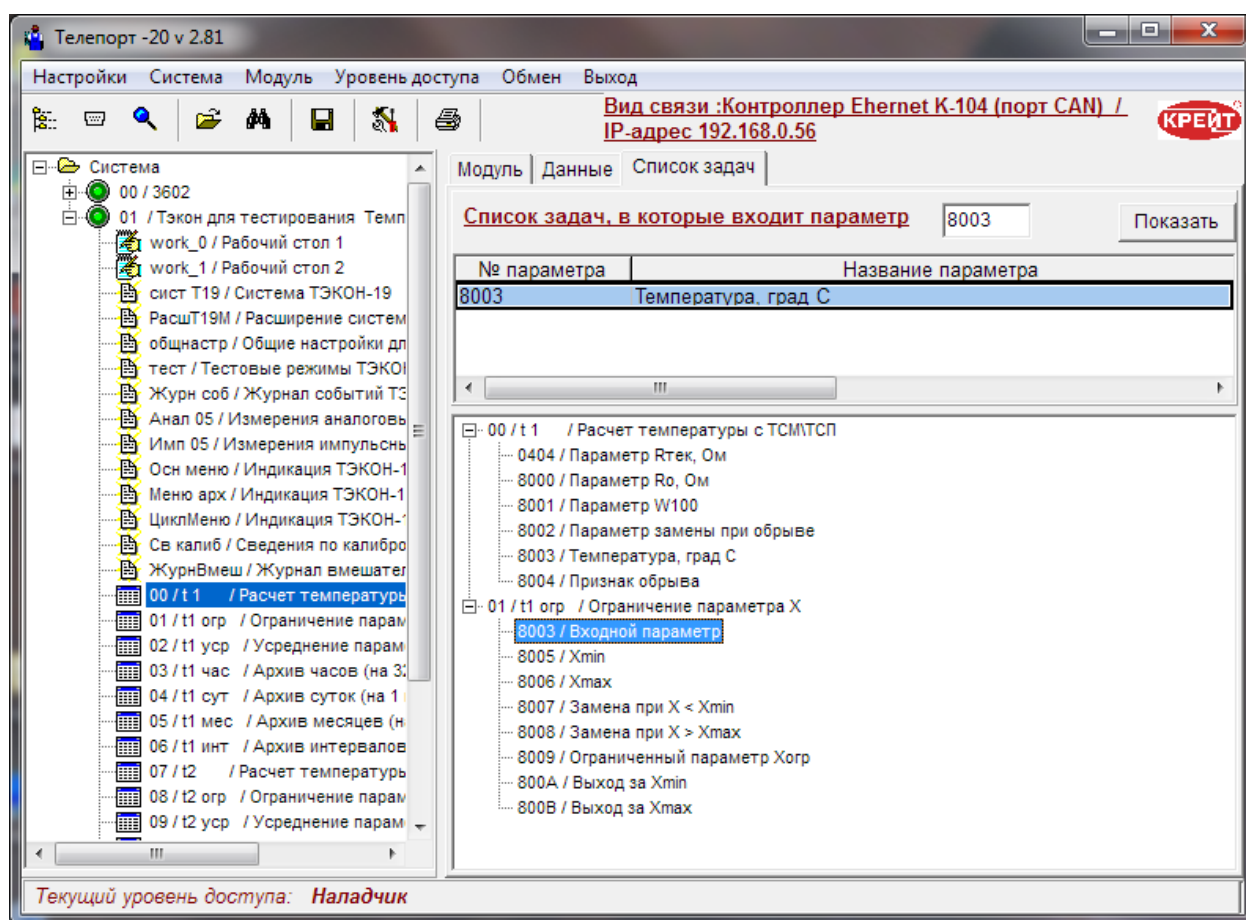 Телепорт -20 v 2.81
Настройки Система Модуль Уровень доступа Обмен Выход
Вид связи :Контроллер Ehernet K-104 (порт CAN) /
IP-адрес 192.168.0.56
КРЕЙТ
Система
00 / 3602
01 / Тэкон для тестирования Темп
work_0 / Рабочий стол 1
work_1 / Рабочий стол 2
сист Т19 / Система ТЭКОН-19
РасшТ19М / Расширение систем
общнастр / Общие настройки дл
тест / Тестовые режимы ТЭКО
Журн соб / Журнал событий ТЭ
Анал 05 / Измерения аналоговь
Имп 05 / Измерения импульснь
Осн меню / Индикация ТЭКОН-1
Меню арх / Индикация ТЭКОН-1
ЦиклМеню / Индикация ТЭКОН-1
Св калиб / Сведения по калибро
ЖурнВмеш / Журнал вмешател
00 / t 1 / Расчет температурь
01 / t1 огр / Ограничение парам
02 / t1 уср / Усреднение парам
03 / t1 час / Архив часов (на 32
04 / t1 сут / Архив суток (на 1
05 / t1 мес / Архив месяцев (н
06 / t1 инт / Архив интервалов
07 / t2 / Расчет температурь
08 / t2 огр / Ограничение парам
09 / t2 уср / Усреднение парам
Модуль Данные Список задач
Список задач, в которые входит параметр 8003 Показать
№ параметра Название параметра
8003 Температура, град С
00 / t 1 / Расчет температуры с ТСМ\ТСП
0404 / Параметр Rтек, Ом
8000 / Параметр Ro, Ом
8001 / Параметр W100
8002 / Параметр замены при обрыве
8003 / Температура, град С
8004 / Признак обрыва
01 / t1 огр / Ограничение параметра X
8003 / Входной параметр
8005 / Xmin
8006 / Xmax
8007 / Замена при X < Xmin
8008 / Замена при X > Xmax
8009 / Ограниченный параметр Xогр
800A / Выход за Xmin
800B / Выход за Xmax
Текущий уровень доступа: Наладчик